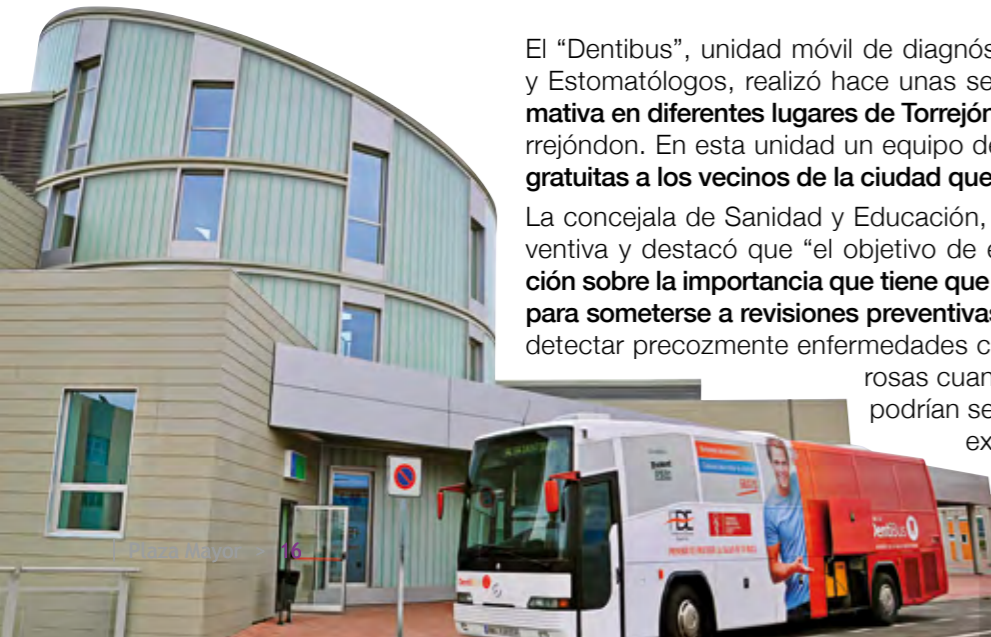 El “Dentibus”, unidad móvil de diagnós
y Estomatólogos, realizó hace unas se
mativa en diferentes lugares de Torrejón
rrejóndon. En esta unidad un equipo de
gratuitas a los vecinos de la ciudad que
La concejala de Sanidad y Educación,
ventiva y destacó que “el objetivo de e
ción sobre la importancia que tiene que
para someterse a revisiones preventivas
detectar precozmente enfermedades c
rosas cuan
podrían se
ex
FDE
DentiBus
Denti
Plaza Mayor > 16